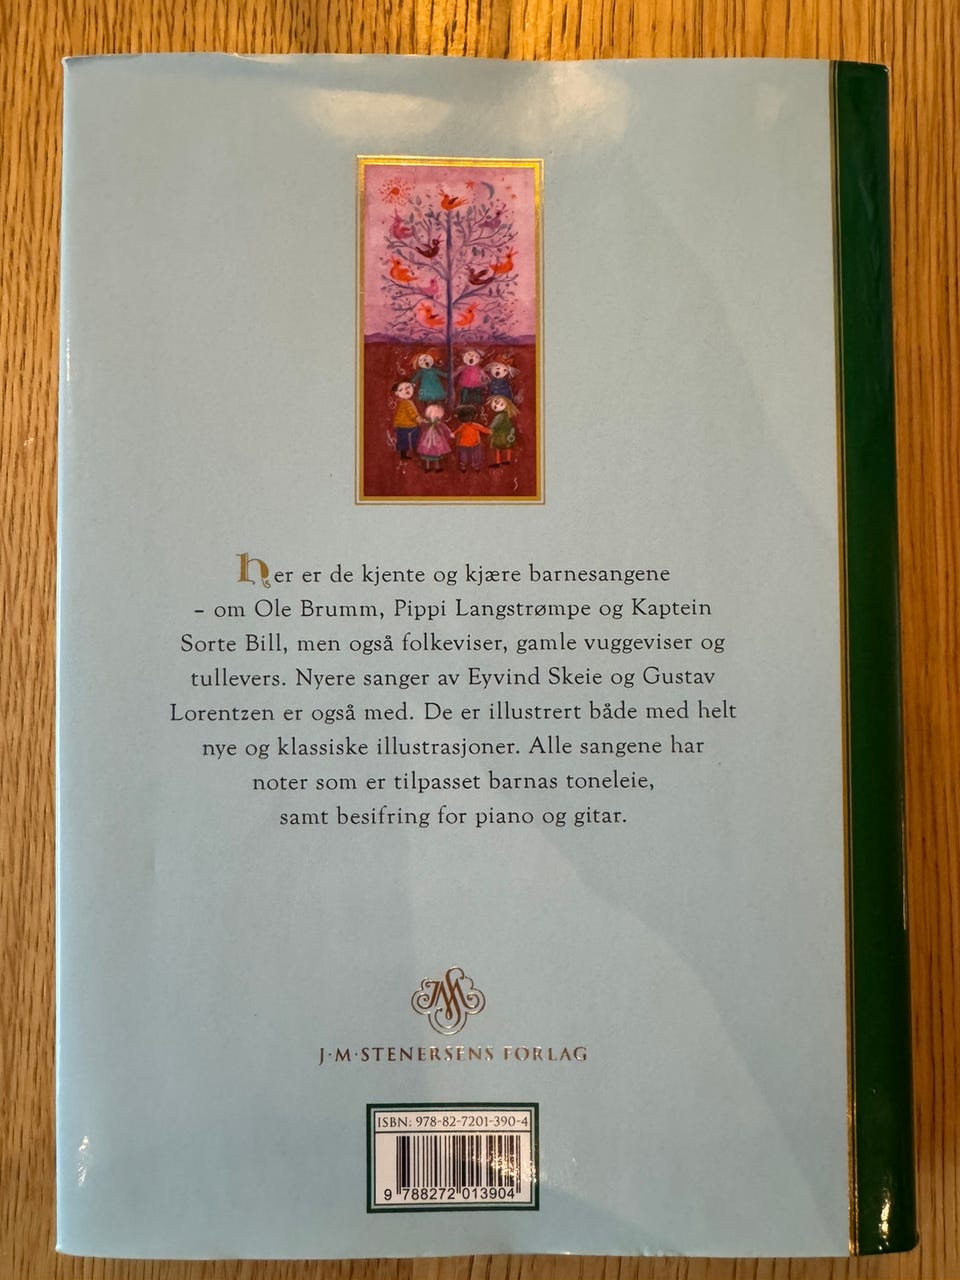 Her er de kjente og kjære barnesangene
– om Ole Brumm, Pippi Langstrømpe og Kaptein
Sorte Bill, men også folkeviser, gamle vuggeviser og
tullevers. Nyere sanger av Eyvind Skeie og Gustav
Lorentzen er også med. De er illustrert både med helt
nye og klassiske illustrasjoner. Alle sangene har
noter som er tilpasset barnas toneleie,
samt besifring for piano og gitar.
J·M·STENERSENS FORLAG
ISBN: 978-82-7201-390-4
9 788272 013904